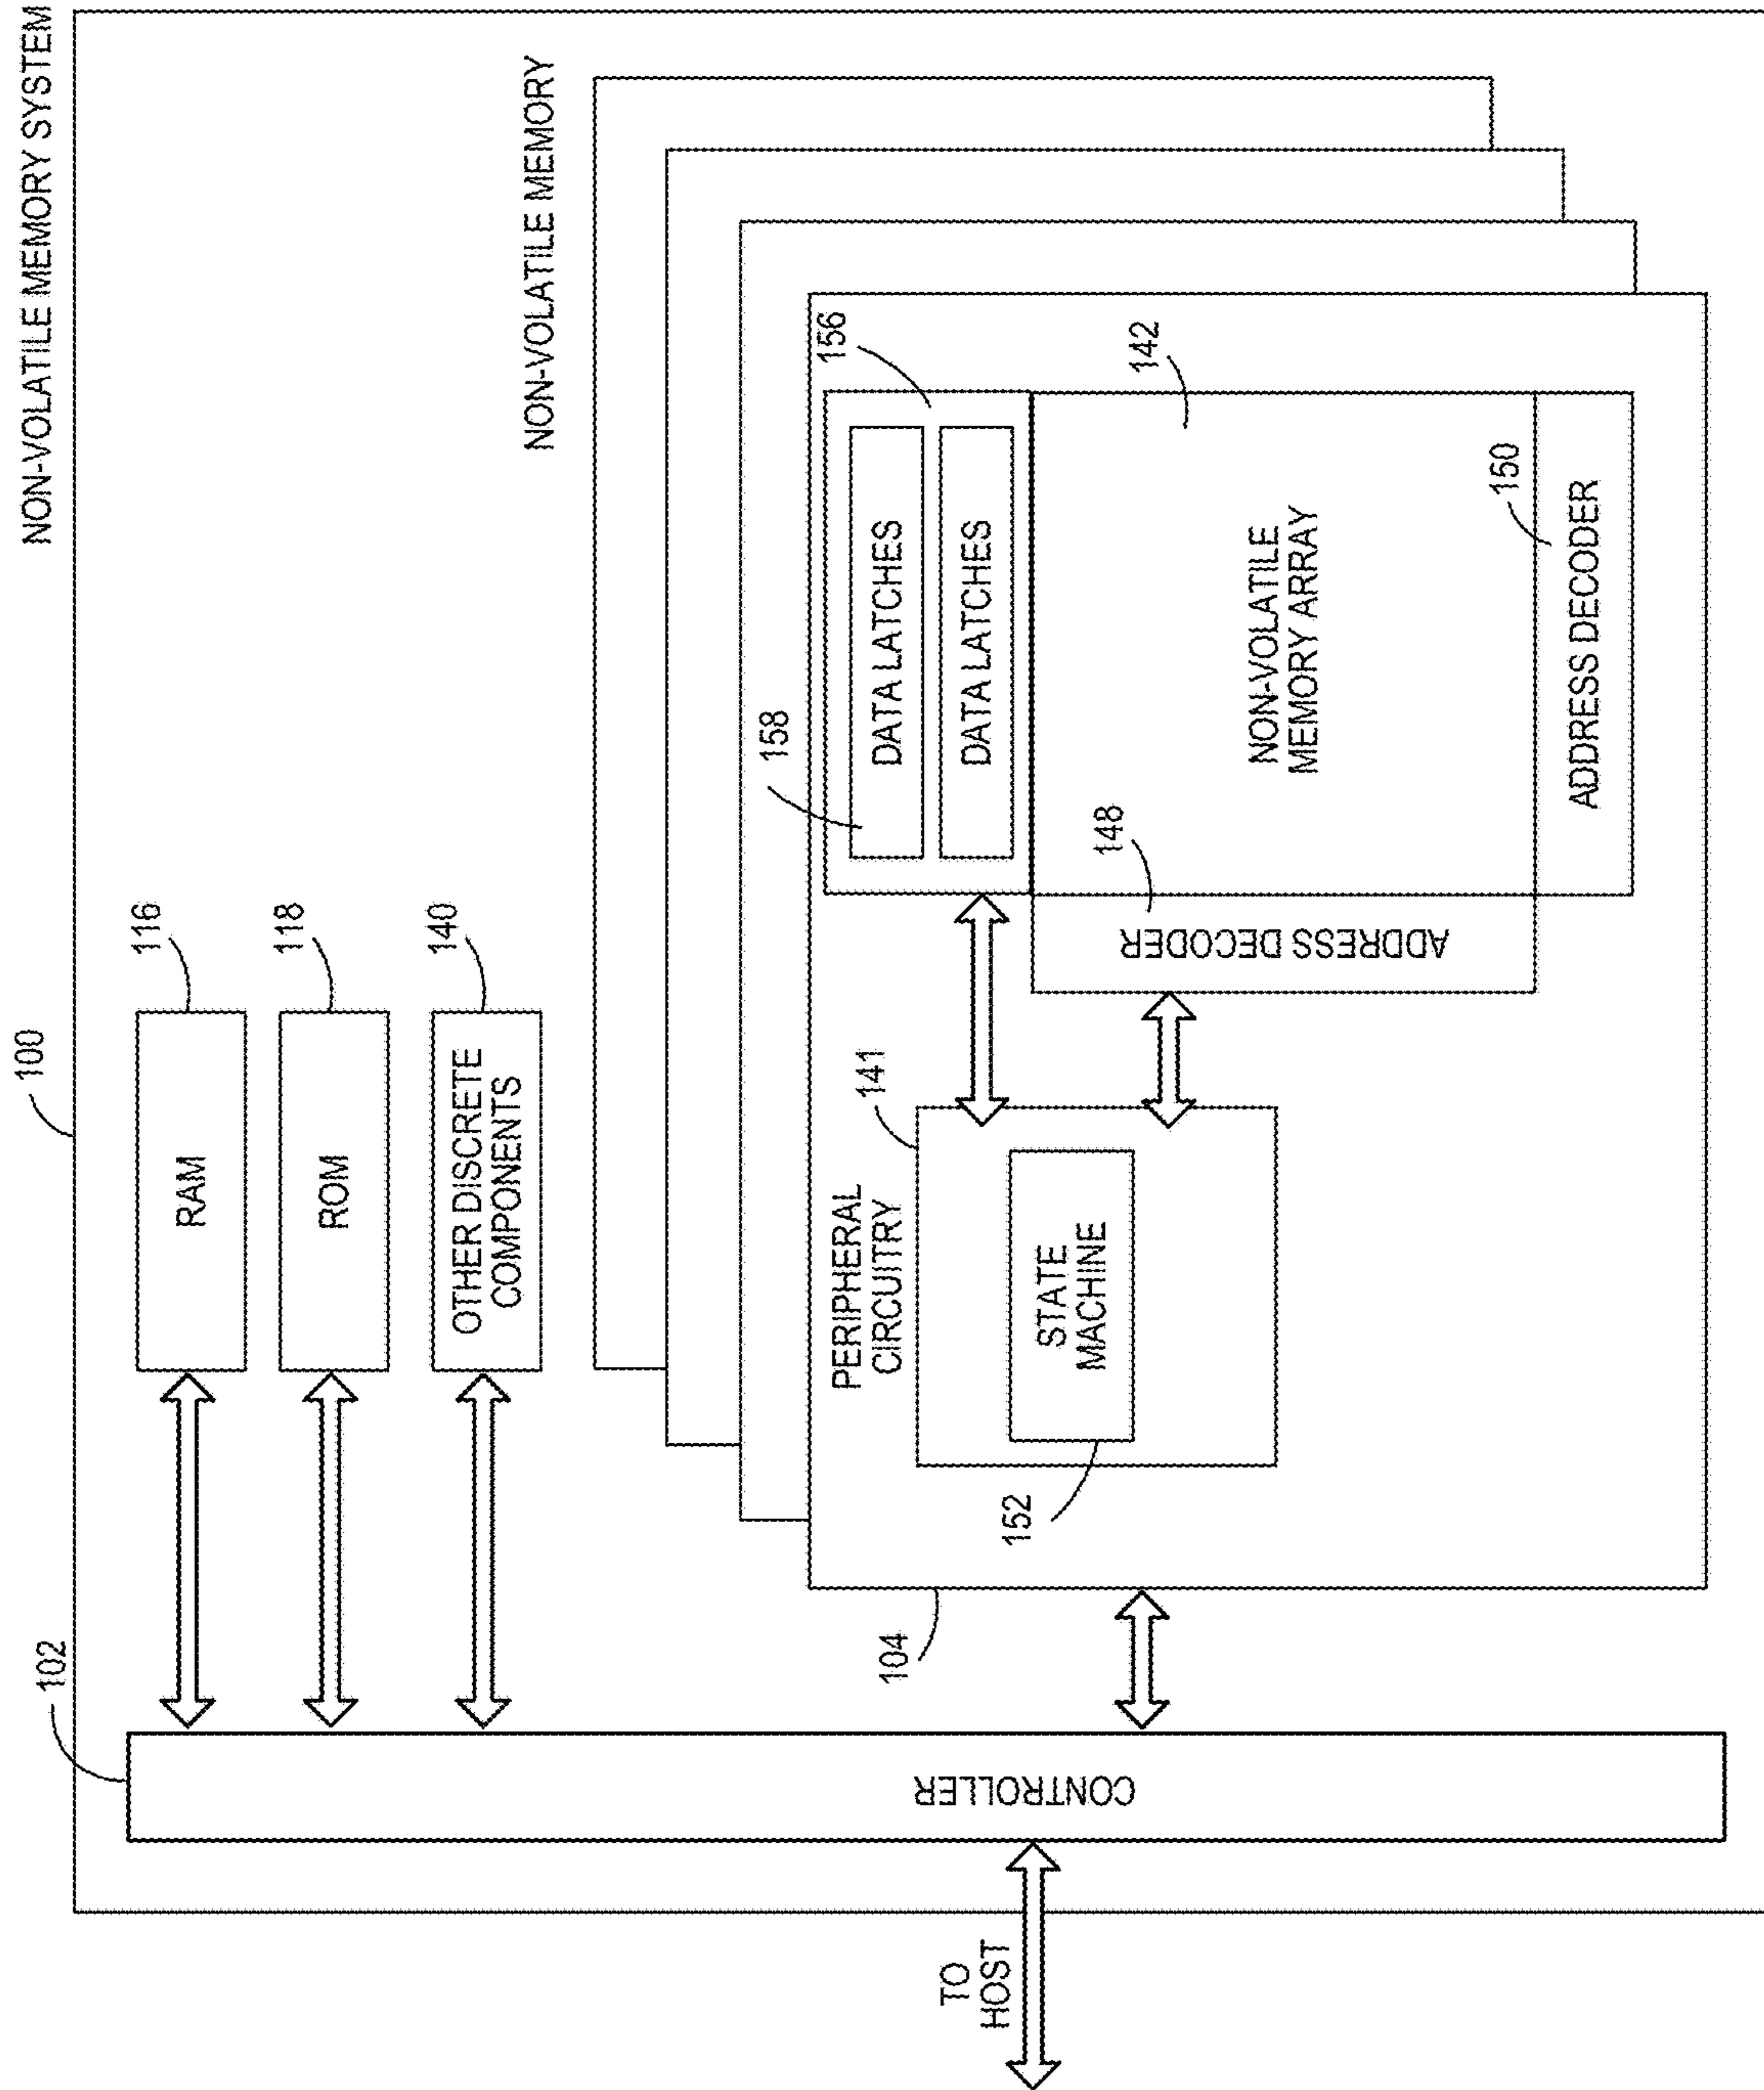 NON-VOLATILE MEMORY SYSTEM
100
102
116
RAM
118
ROM
140
OTHER DISCRETE
COMPONENTS
NON-VOLATILE MEMORY
CONTROLLER
TO
HOST
104
PERIPHERAL
CIRCUITRY
141
STATE
MACHINE
152
158
156
DATA LATCHES
DATA LATCHES
148
ADDRESS DECODER
142
NON-VOLATILE
MEMORY ARRAY
150
ADDRESS DECODER